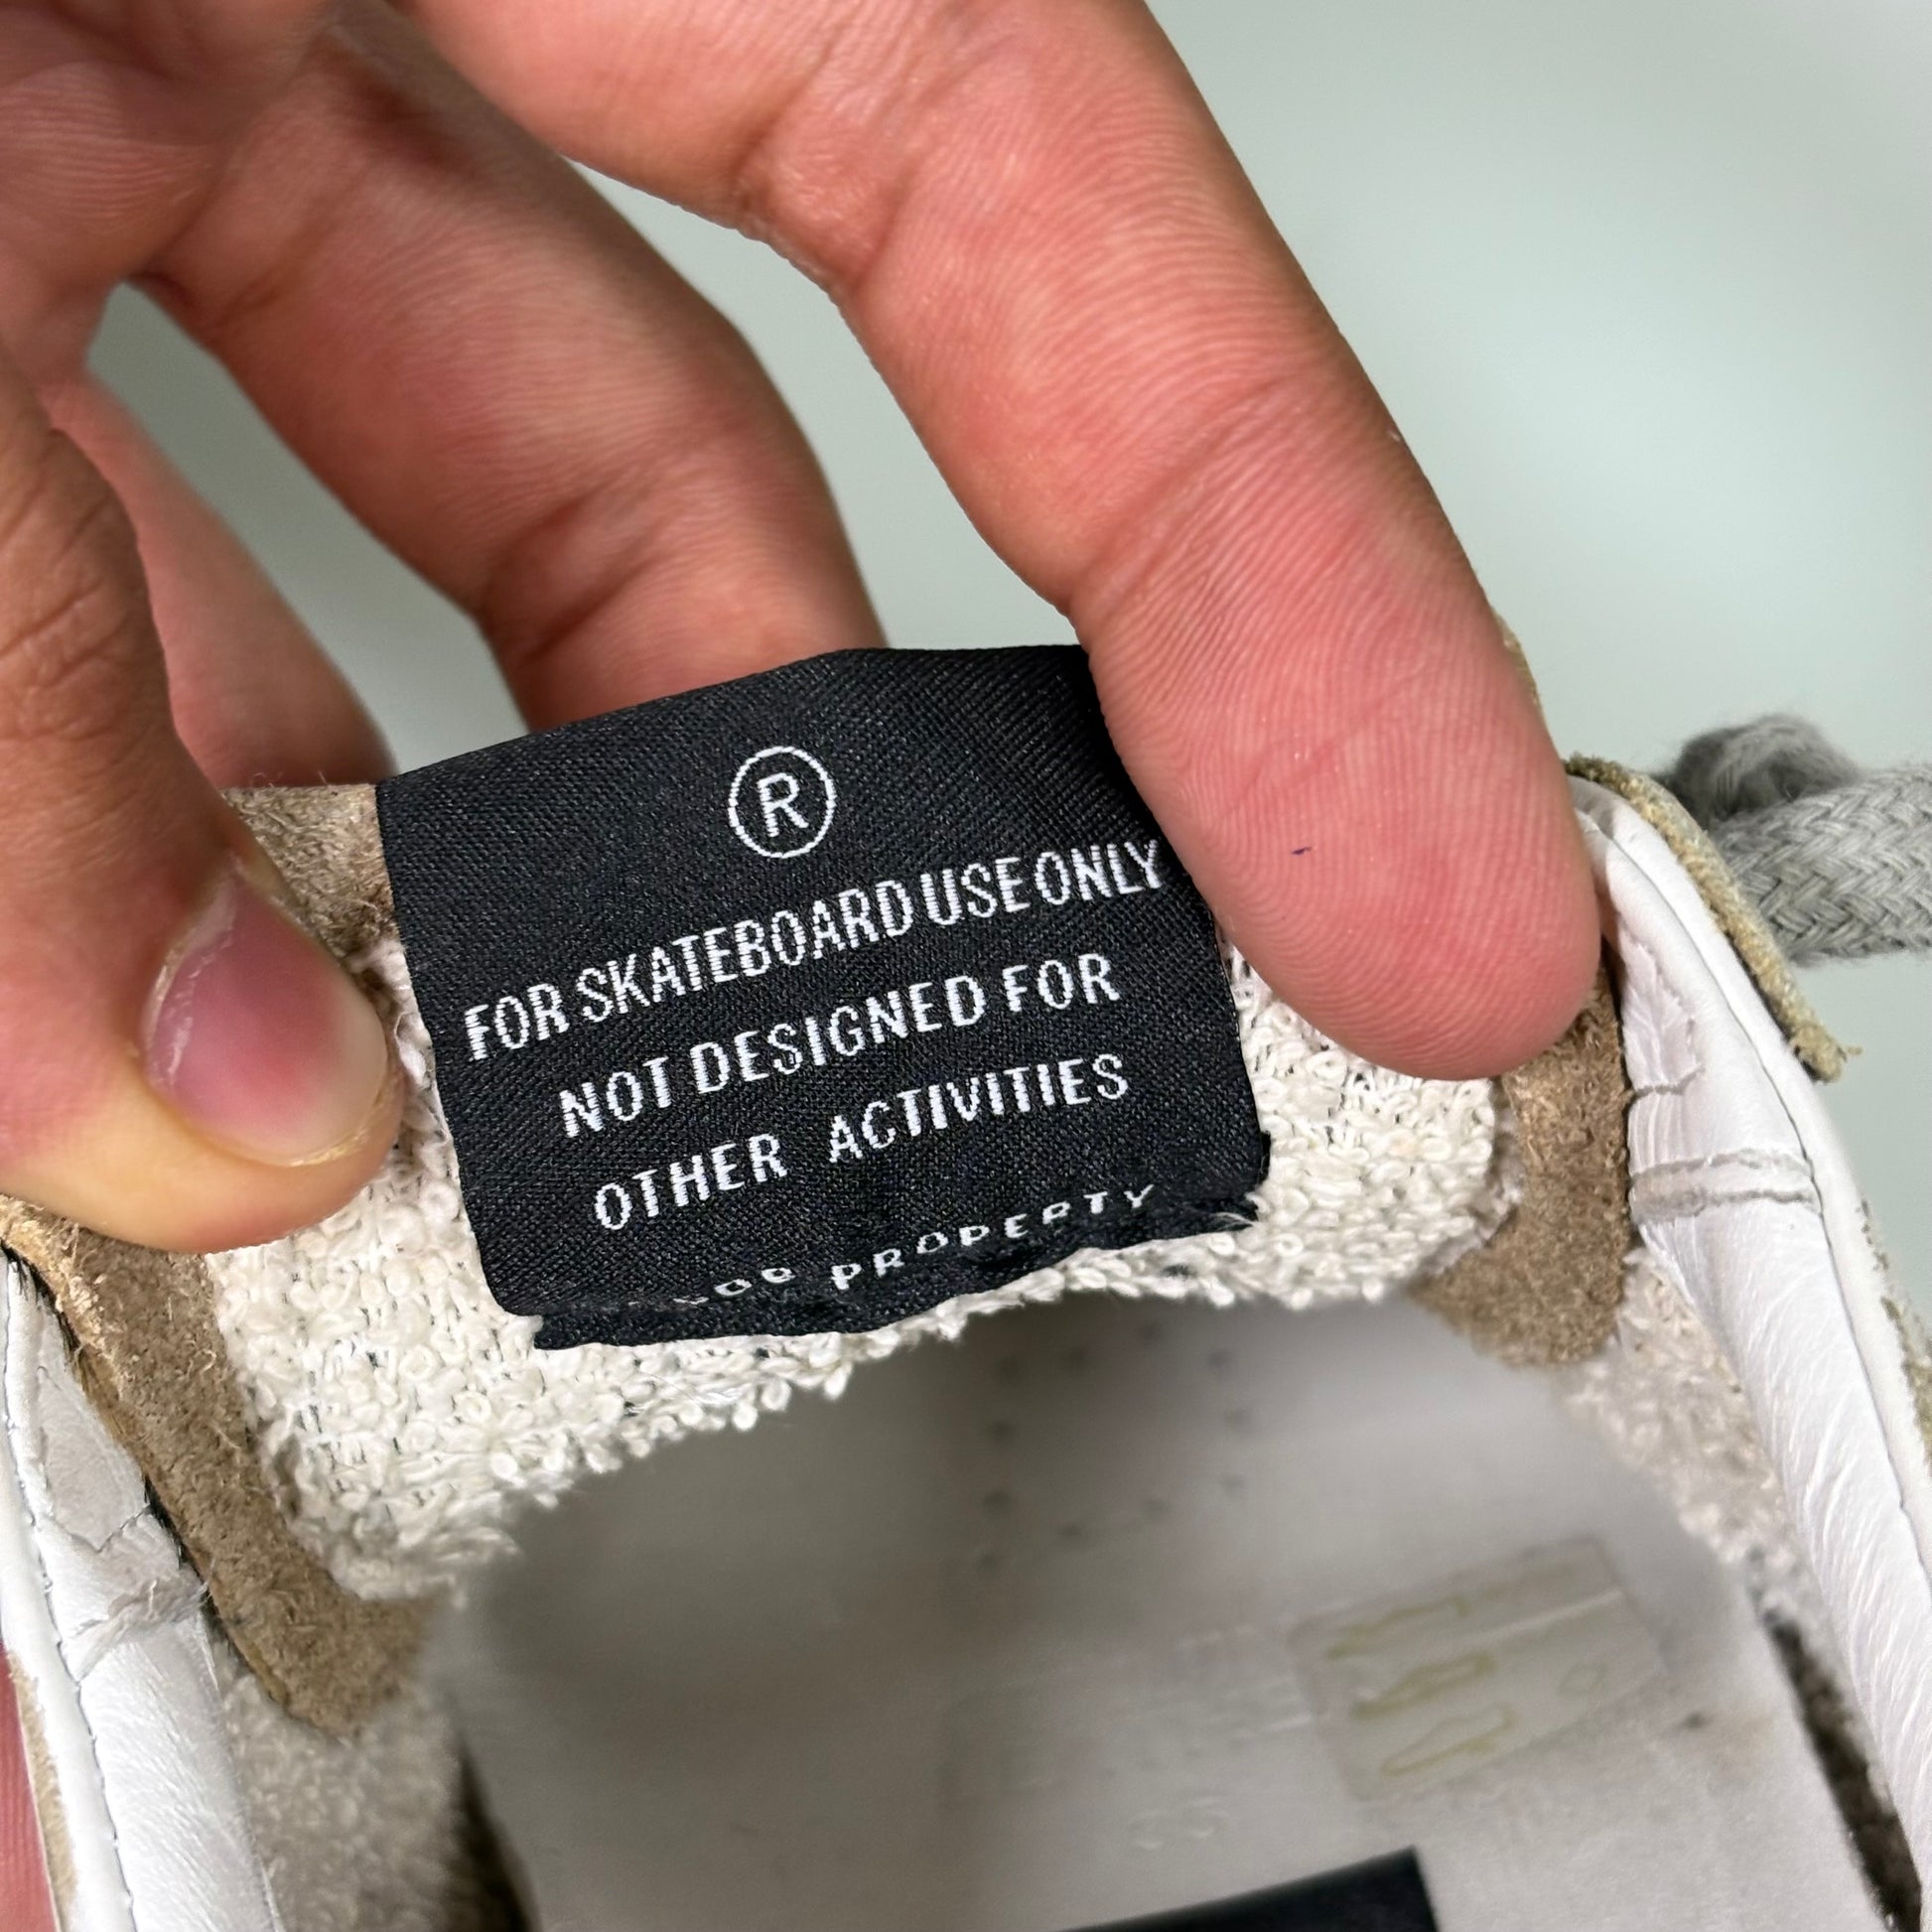 ®
FOR SKATEBOARD USE ONLY
NOT DESIGNED FOR
OTHER ACTIVITIES
PROPERTY